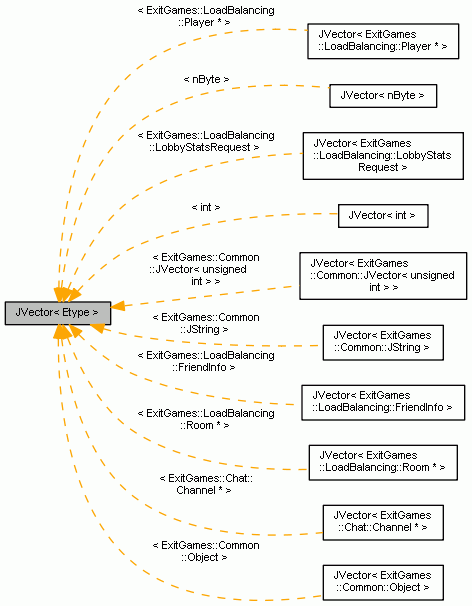 < ExitGames::LoadBalancing
::Player * >
JVector< ExitGames
::LoadBalancing::Player * >
< nByte >
JVector< nByte >
< ExitGames::LoadBalancing
::LobbyStatsRequest >
JVector< ExitGames
::LoadBalancing::LobbyStats
Request >
< int >
JVector< int >
< ExitGames::Common
::JVector< unsigned
int > >
JVector< ExitGames
::Common::JVector< unsigned
int > >
JVector< Etype >
< ExitGames::Common
::JString >
JVector< ExitGames
::Common::JString >
< ExitGames::LoadBalancing
::FriendInfo >
JVector< ExitGames
::LoadBalancing::FriendInfo >
< ExitGames::LoadBalancing
::Room * >
JVector< ExitGames
::LoadBalancing::Room * >
< ExitGames::Chat::
Channel * >
JVector< ExitGames
::Chat::Channel * >
< ExitGames::Common
::Object >
JVector< ExitGames
::Common::Object >